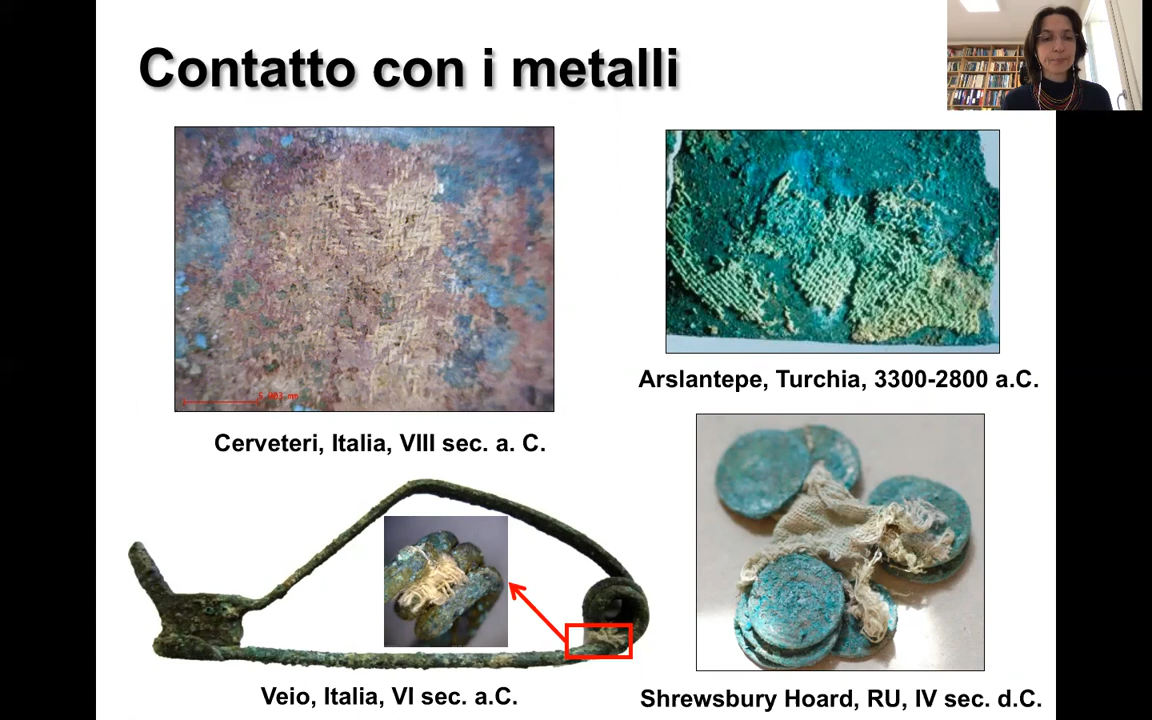 Contatto con i metalli
Arslantepe, Turchia, 3300-2800 a.C.
Cerveteri, Italia, VIII sec. a. C.
Veio, Italia, VI sec. a.C.
Shrewsbury Hoard, RU, IV sec. d.C.